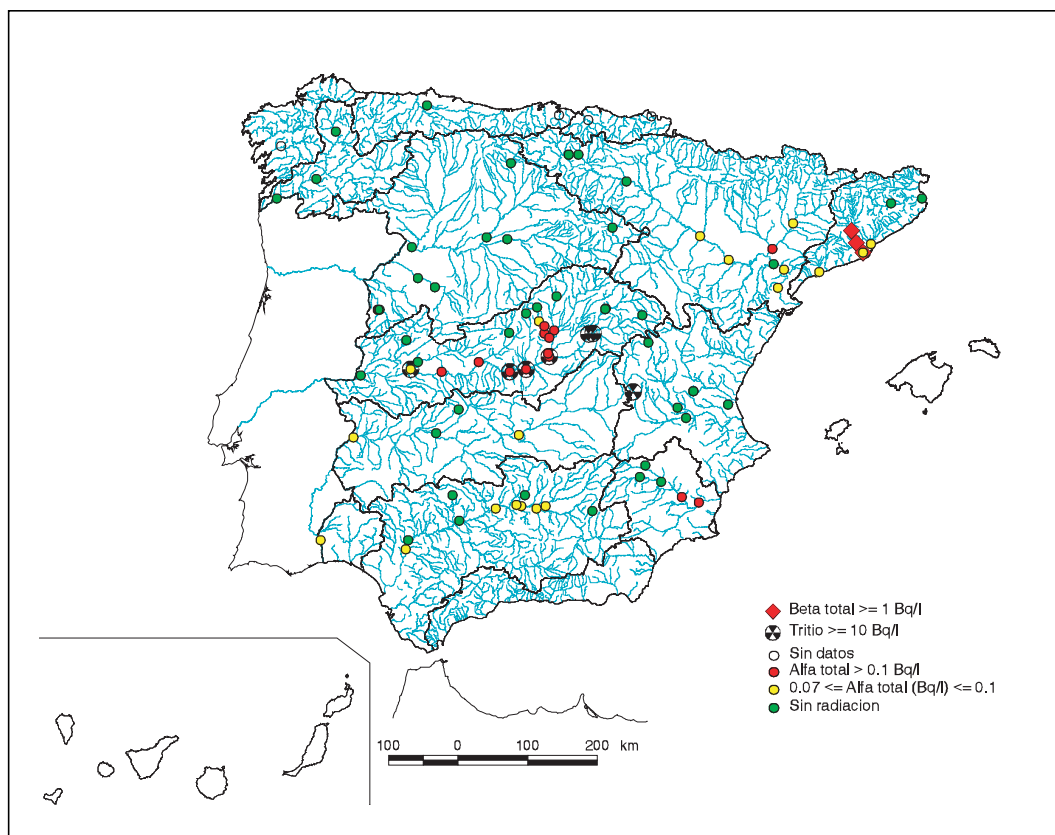 Beta total >= 1 Bq/l
Tritio >= 10 Bq/l
Sin datos
Alfa total > 0.1 Bq/l
0.07 <= Alfa total (Bq/l) <= 0.1
Sin radiacion
100 0 100 200 km